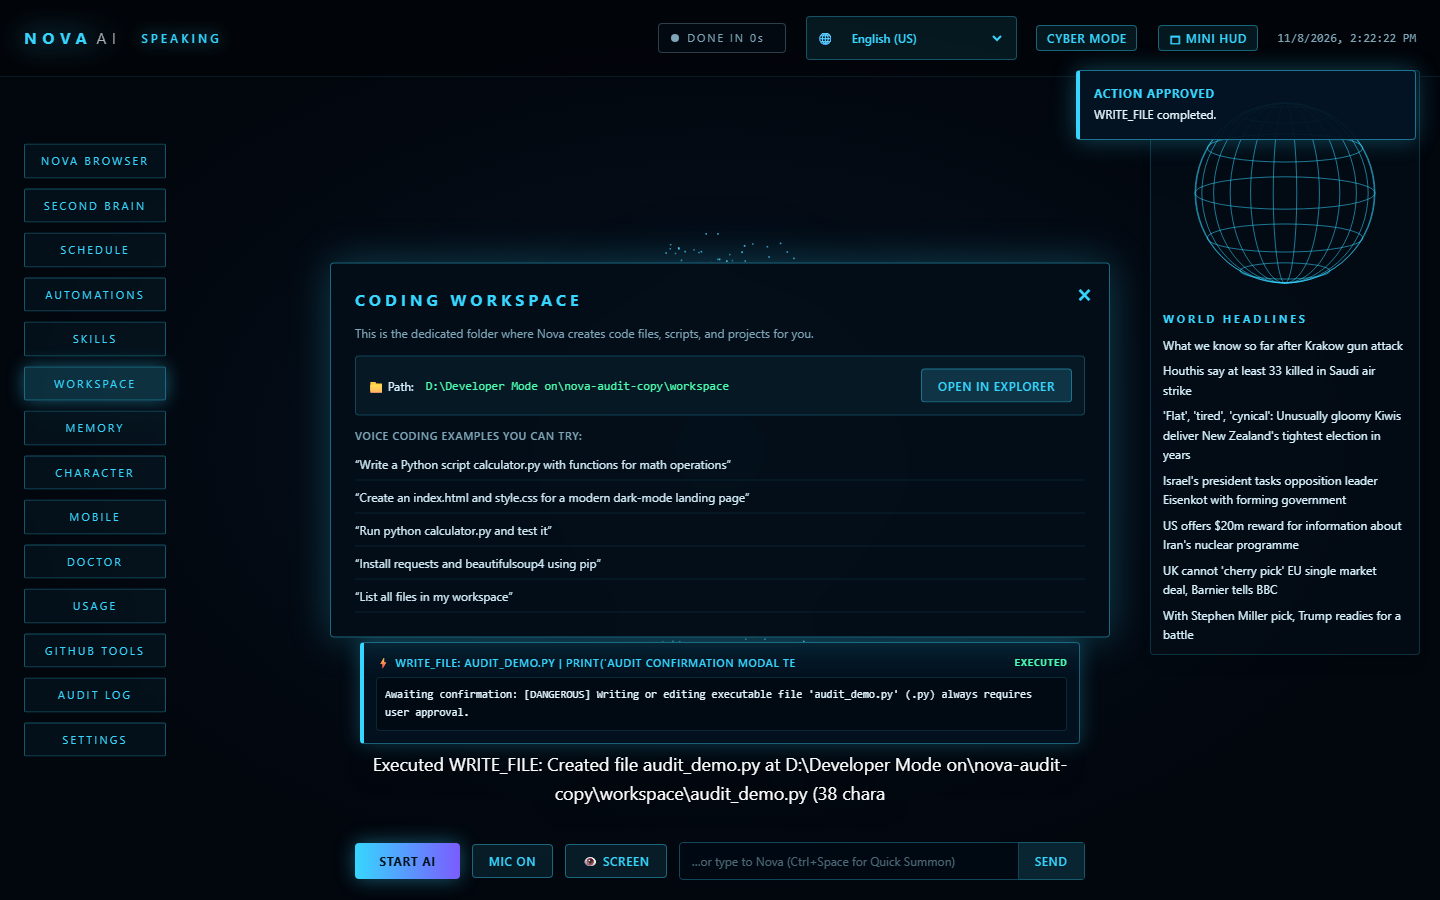 NOVA AI SPEAKING
DONE IN 0s
English (US)
CYBER MODE
MINI HUD
11/8/2026, 2:22:22 PM
ACTION APPROVED
WRITE_FILE completed.
NOVA BROWSER
SECOND BRAIN
SCHEDULE
AUTOMATIONS
SKILLS
WORKSPACE
MEMORY
CHARACTER
MOBILE
DOCTOR
USAGE
GITHUB TOOLS
AUDIT LOG
SETTINGS
CODING WORKSPACE
×
This is the dedicated folder where Nova creates code files, scripts, and projects for you.
Path: D:\Developer Mode on\nova-audit-copy\workspace
OPEN IN EXPLORER
VOICE CODING EXAMPLES YOU CAN TRY:
“Write a Python script calculator.py with functions for math operations”
“Create an index.html and style.css for a modern dark-mode landing page”
“Run python calculator.py and test it”
“Install requests and beautifulsoup4 using pip”
“List all files in my workspace”
WRITE_FILE: AUDIT_DEMO.PY | PRINT('AUDIT CONFIRMATION MODAL TE
EXECUTED
Awaiting confirmation: [DANGEROUS] Writing or editing executable file 'audit_demo.py' (.py) always requires
user approval.
Executed WRITE_FILE: Created file audit_demo.py at D:\Developer Mode on\nova-audit-
copy\workspace\audit_demo.py (38 chara
START AI
MIC ON
SCREEN
...or type to Nova (Ctrl+Space for Quick Summon)
SEND
WORLD HEADLINES
What we know so far after Krakow gun attack
Houthis say at least 33 killed in Saudi air
strike
'Flat', 'tired', 'cynical': Unusually gloomy Kiwis
deliver New Zealand's tightest election in
years
Israel's president tasks opposition leader
Eisenkot with forming government
US offers $20m reward for information about
Iran's nuclear programme
UK cannot 'cherry pick' EU single market
deal, Barnier tells BBC
With Stephen Miller pick, Trump readies for a
battle